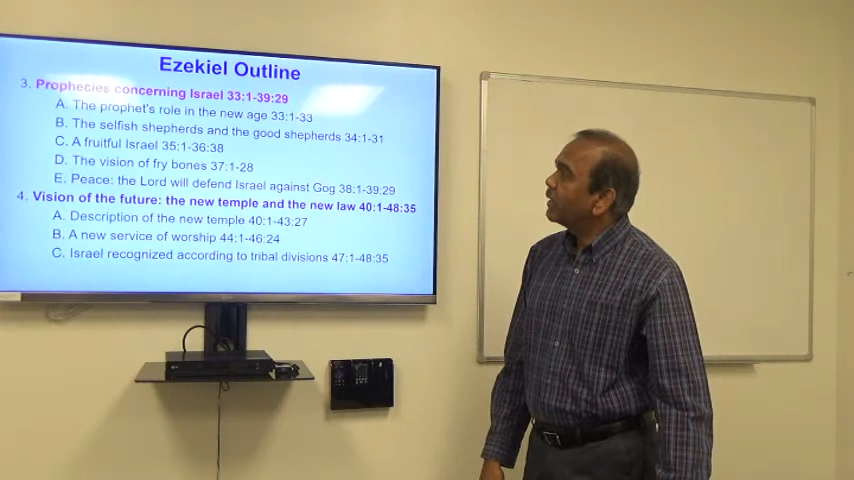 Ezekiel Outline
3. Prophecies concerning Israel 33:1-39:29
A. The prophet's role in the new age 33:1-33
B. The selfish shepherds and the good shepherds 34:1-31
C. A fruitful Israel 35:1-36:38
D. The vision of fry bones 37:1-28
E. Peace: the Lord will defend Israel against Gog 38:1-39:29
4. Vision of the future: the new temple and the new law 40:1-48:35
A. Description of the new temple 40:1-43:27
B. A new service of worship 44:1-46:24
C. Israel recognized according to tribal divisions 47:1-48:35